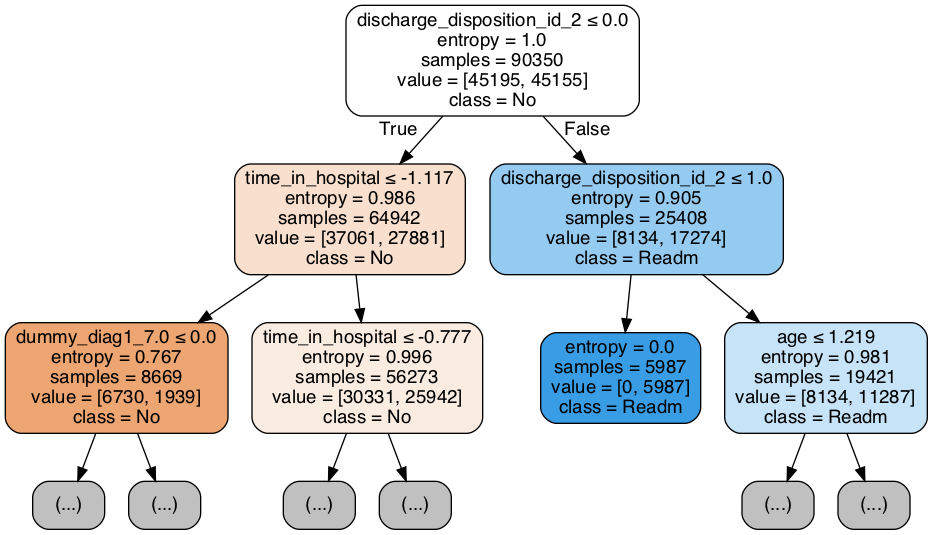 discharge_disposition_id_2 ≤ 0.0
entropy = 1.0
samples = 90350
value = [45195, 45155]
class = No
True
False
time_in_hospital ≤ -1.117
entropy = 0.986
samples = 64942
value = [37061, 27881]
class = No
discharge_disposition_id_2 ≤ 1.0
entropy = 0.905
samples = 25408
value = [8134, 17274]
class = Readm
dummy_diag1_7.0 ≤ 0.0
entropy = 0.767
samples = 8669
value = [6730, 1939]
class = No
time_in_hospital ≤ -0.777
entropy = 0.996
samples = 56273
value = [30331, 25942]
class = No
entropy = 0.0
samples = 5987
value = [0, 5987]
class = Readm
age ≤ 1.219
entropy = 0.981
samples = 19421
value = [8134, 11287]
class = Readm
(...)
(...)
(...)
(...)
(...)
(...)